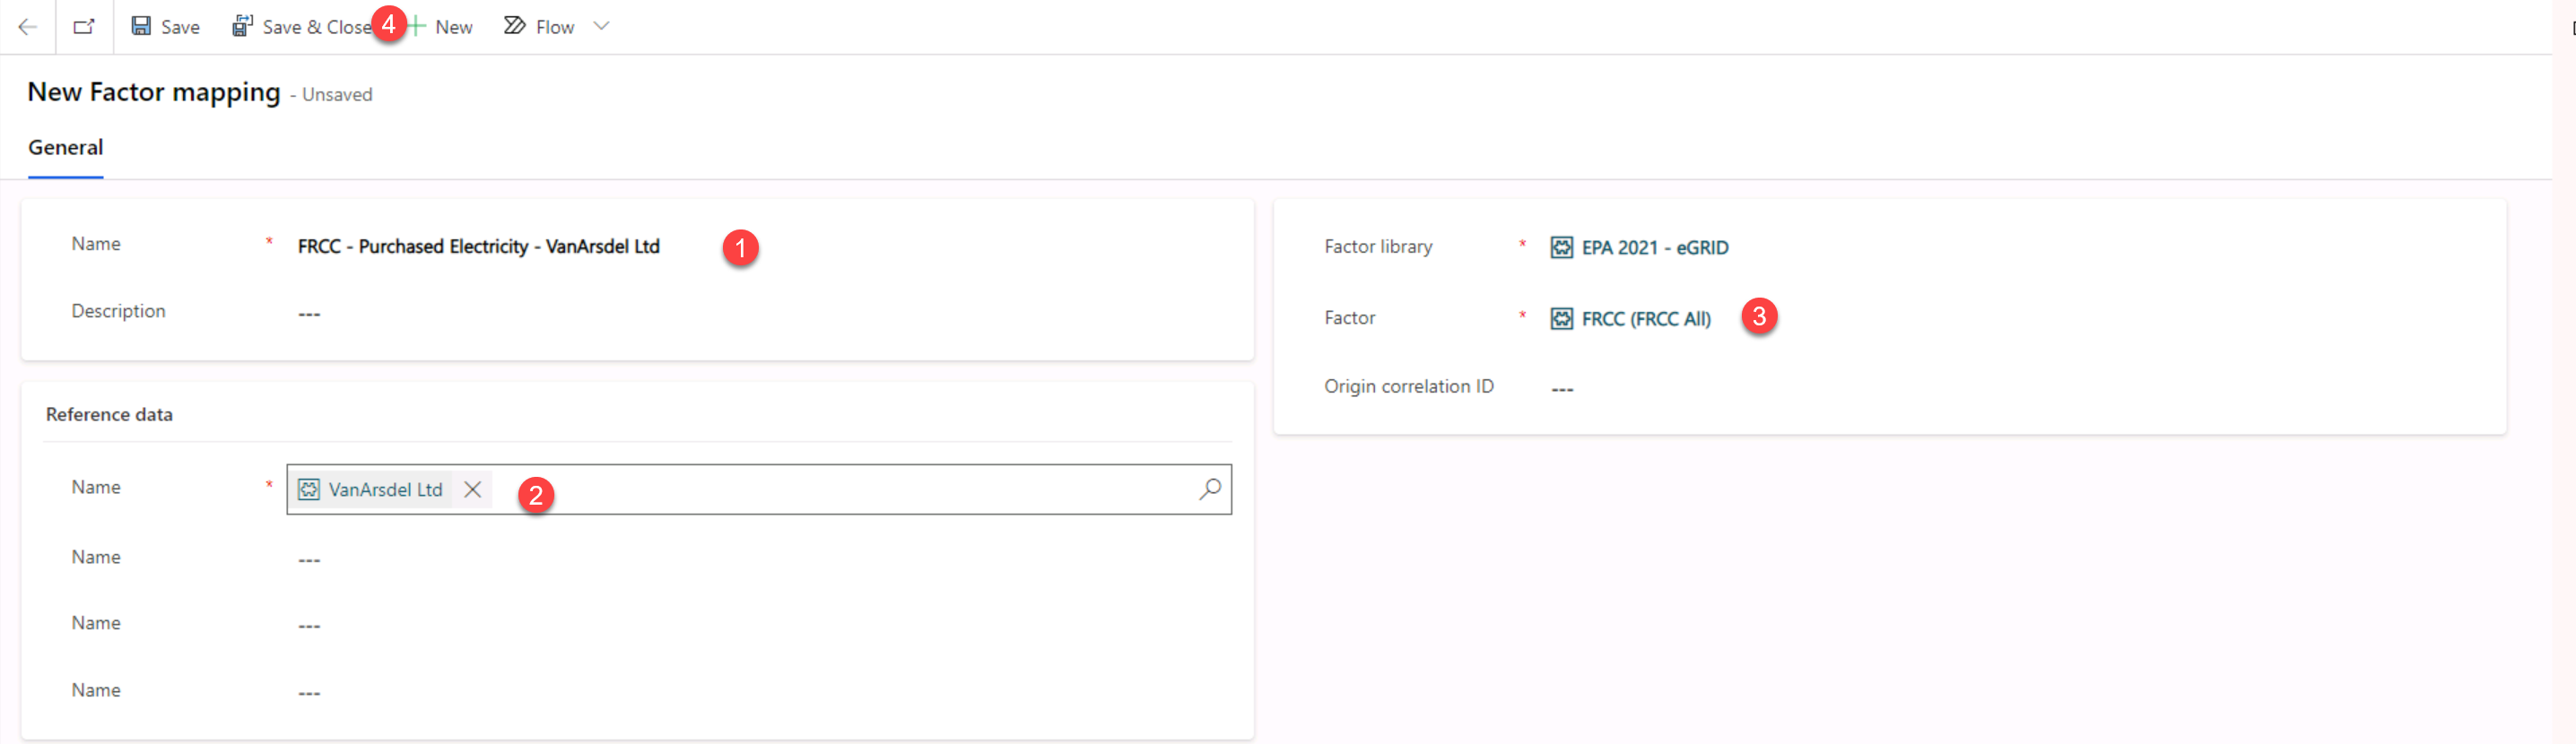 Save Save & Close 4 New Flow
New Factor mapping - Unsaved
General
Name * FRCC - Purchased Electricity - VanArsdel Ltd 1
Description ---
Reference data
Name * VanArsdel Ltd 2
Name ---
Name ---
Name ---
Factor library * EPA 2021 - eGRID
Factor * FRCC (FRCC All) 3
Origin correlation ID ---